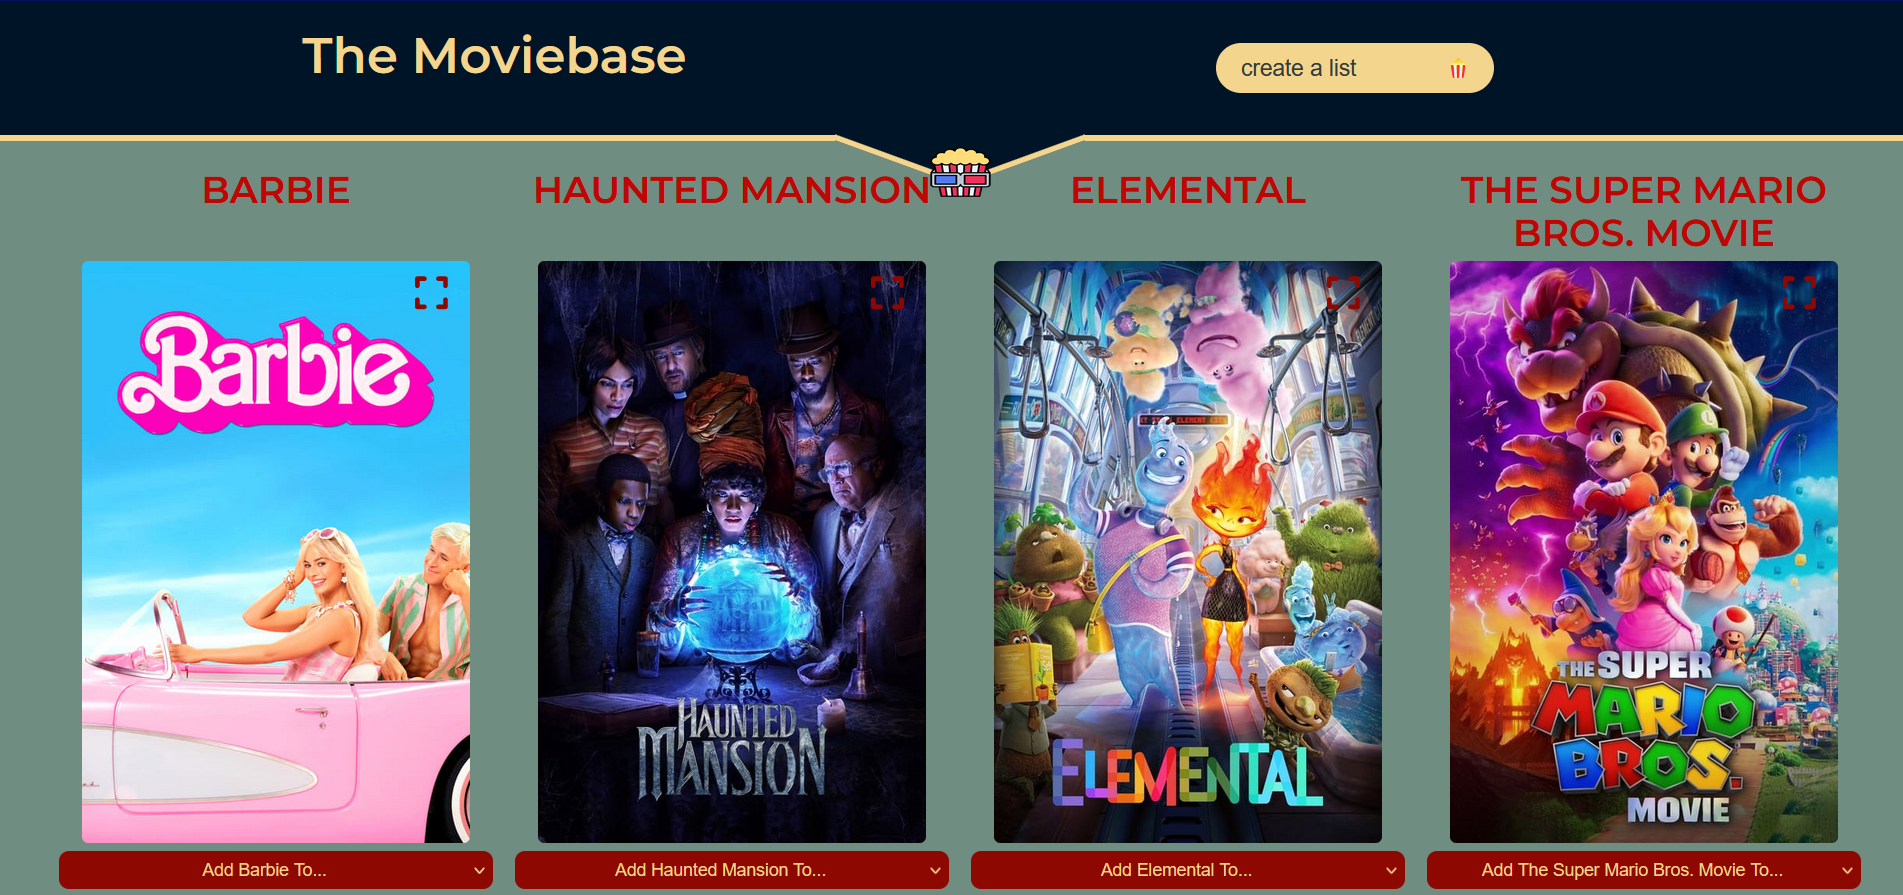 The Moviebase
create a list
BARBIE
HAUNTED MANSION
ELEMENTAL
THE SUPER MARIO
BROS. MOVIE
Barbie
HAUNTED
MANSION
ELEMENTAL
THE SUPER
MARIO
BROS.
MOVIE
Add Barbie To...
Add Haunted Mansion To...
Add Elemental To...
Add The Super Mario Bros. Movie To...